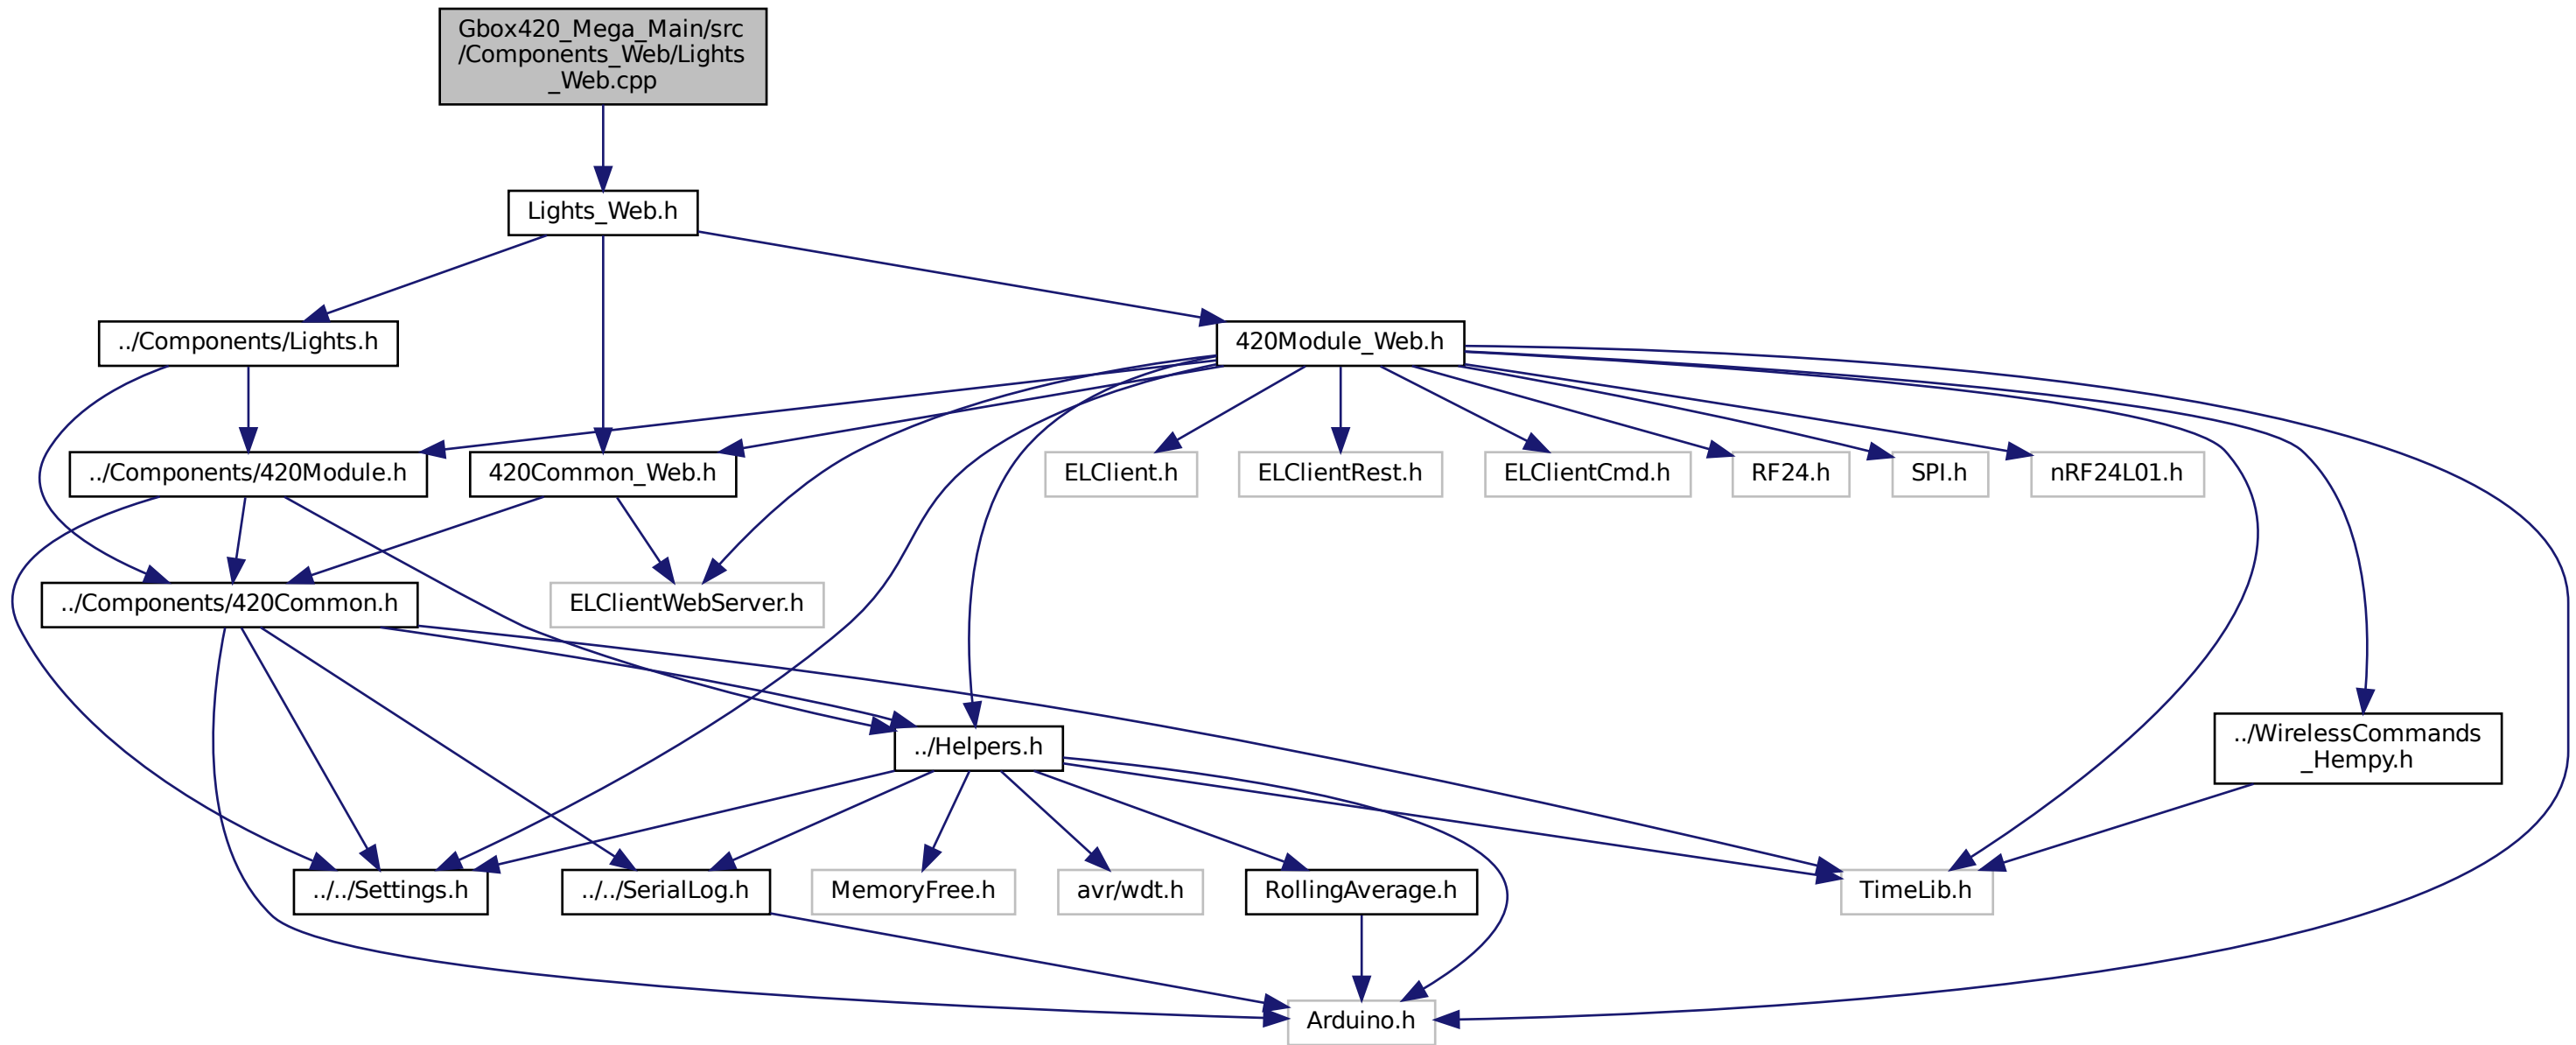 Gbox420_Mega_Main/src
/Components_Web/Lights
_Web.cpp
Lights_Web.h
../Components/Lights.h
420Module_Web.h
../Components/420Module.h
420Common_Web.h
ELClient.h
ELClientRest.h
ELClientCmd.h
RF24.h
SPI.h
nRF24L01.h
../Components/420Common.h
ELClientWebServer.h
../Helpers.h
../WirelessCommands
_Hempy.h
../../Settings.h
../../SerialLog.h
MemoryFree.h
avr/wdt.h
RollingAverage.h
TimeLib.h
Arduino.h